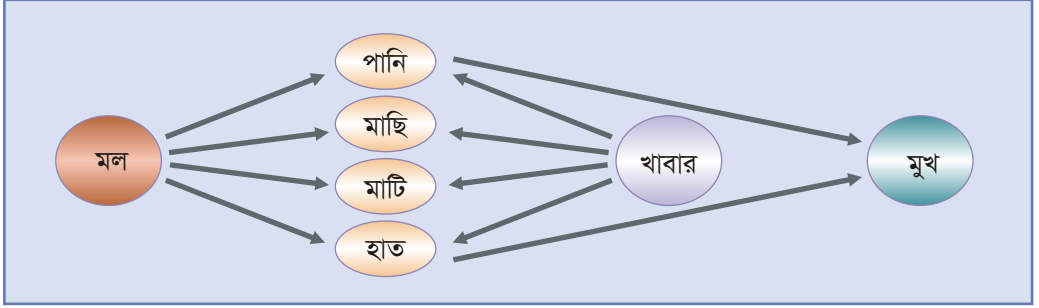 পানি
মাছি
মল
খাবার
মুখ
মাটি
হাত